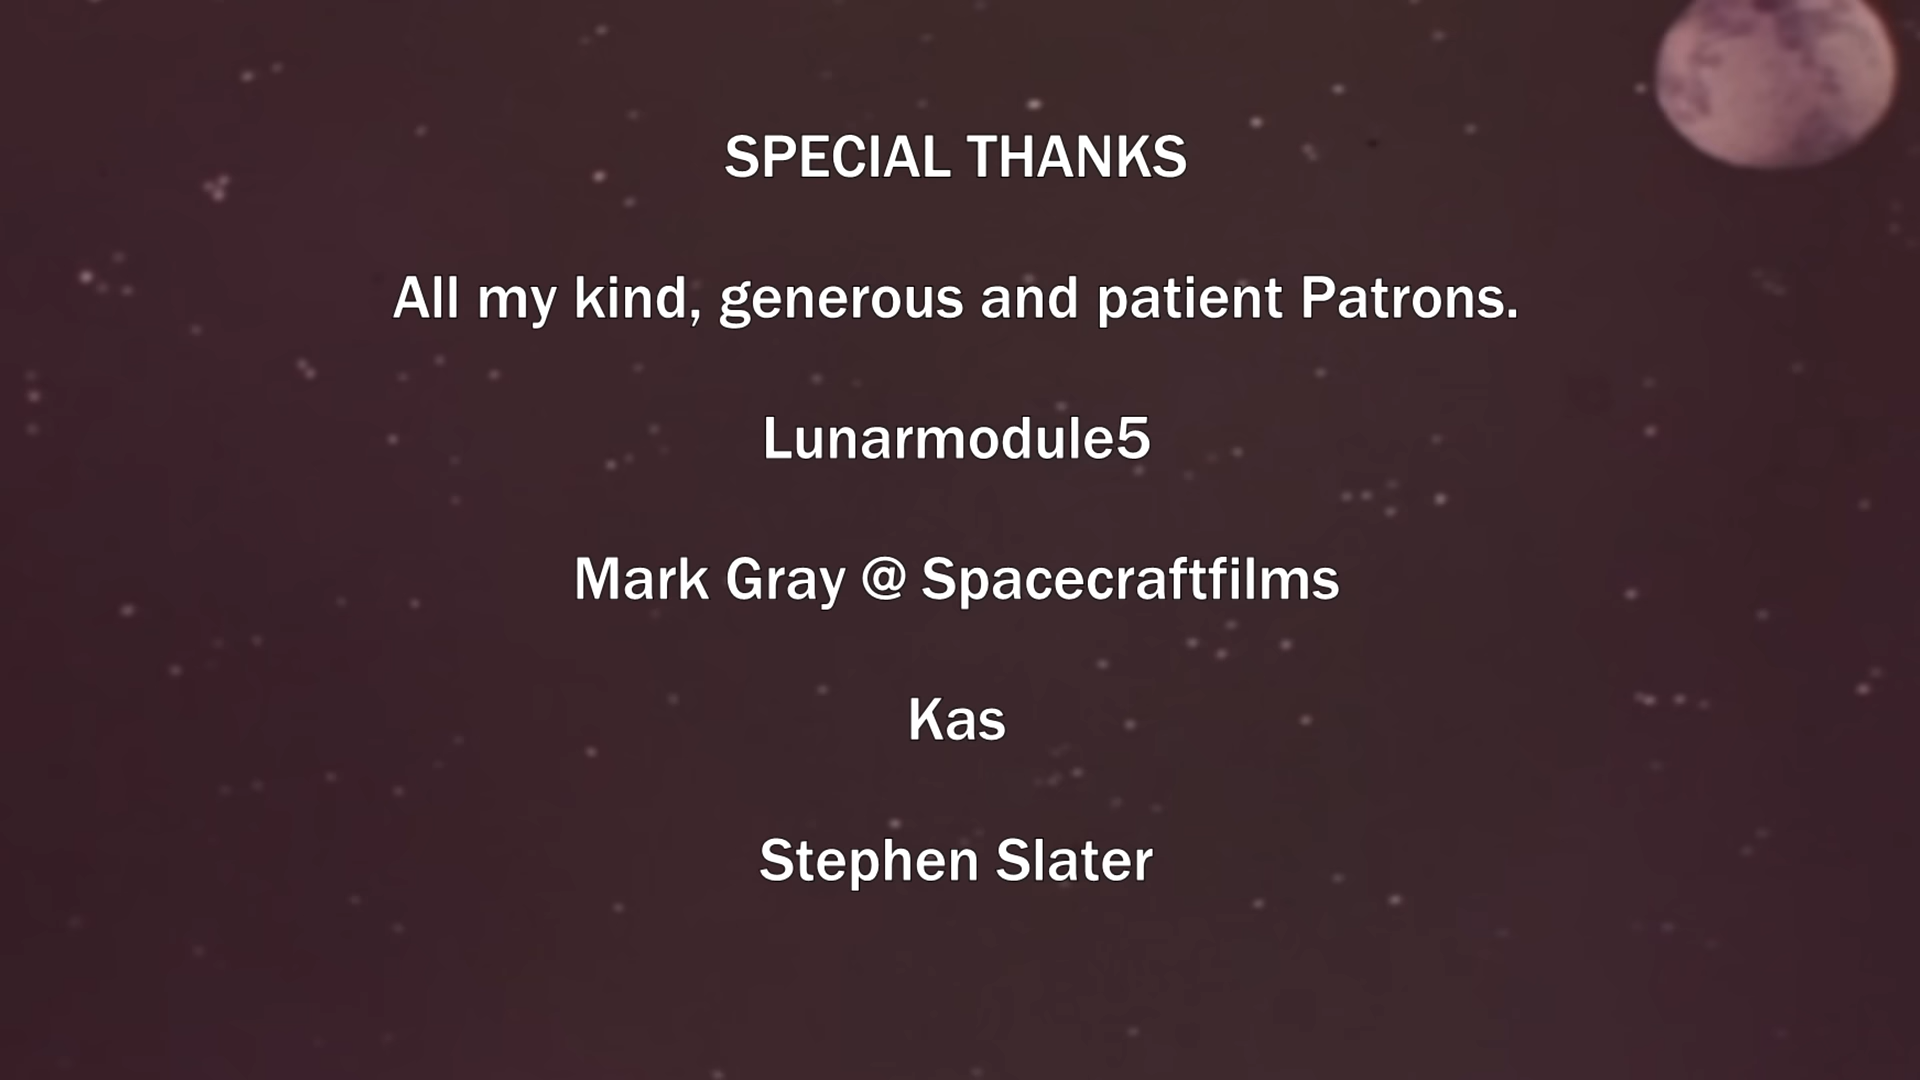 SPECIAL THANKS
All my kind, generous and patient Patrons.
Lunarmodule5
Mark Gray @ Spacecraftfilms
Kas
Stephen Slater